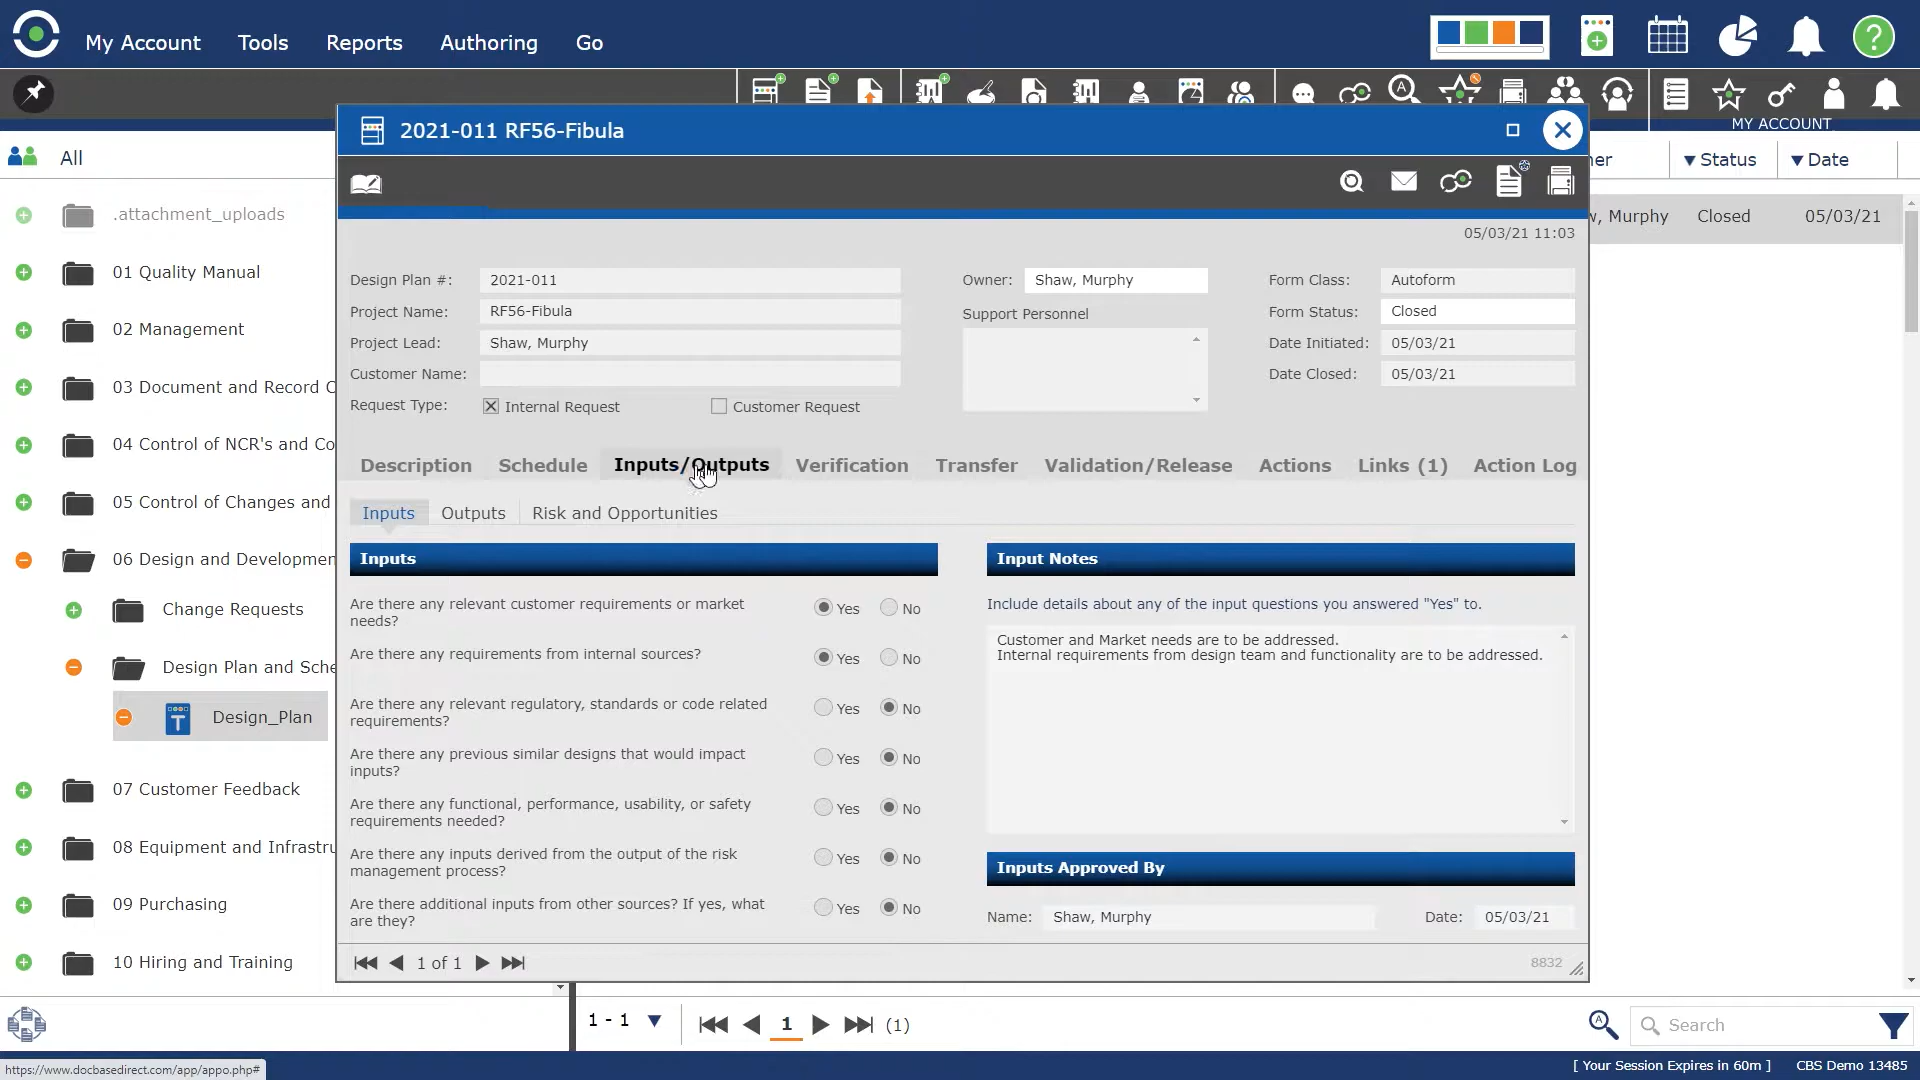 My Account Tools Reports Authoring Go
?
MY ACCOUNT
All
Status Date
.attachment_uploads
01 Quality Manual
02 Management
03 Document and Record C
04 Control of NCR's and Co
05 Control of Changes and
06 Design and Developmen
Change Requests
Design Plan and Sche
T Design_Plan
07 Customer Feedback
08 Equipment and Infrastru
09 Purchasing
10 Hiring and Training
Murphy Closed 05/03/21
2021-011 RF56-Fibula
05/03/21 11:03
Design Plan #: 2021-011
Project Name: RF56-Fibula
Project Lead: Shaw, Murphy
Customer Name:
Request Type: Internal Request Customer Request
Owner: Shaw, Murphy
Support Personnel
Form Class: Autoform
Form Status: Closed
Date Initiated: 05/03/21
Date Closed: 05/03/21
Description Schedule Inputs/Outputs Verification Transfer Validation/Release Actions Links (1) Action Log
Inputs Outputs Risk and Opportunities
Inputs
Are there any relevant customer requirements or market
needs? Yes No
Are there any requirements from internal sources? Yes No
Are there any relevant regulatory, standards or code related
requirements? Yes No
Are there any previous similar designs that would impact
inputs? Yes No
Are there any functional, performance, usability, or safety
requirements needed? Yes No
Are there any inputs derived from the output of the risk
management process? Yes No
Are there additional inputs from other sources? If yes, what
are they? Yes No
Input Notes
Include details about any of the input questions you answered "Yes" to.
Customer and Market needs are to be addressed.
Internal requirements from design team and functionality are to be addressed.
Inputs Approved By
Name: Shaw, Murphy Date: 05/03/21
1 of 1
8832
1 - 1 1 (1)
Search
https://www.docbasedirect.com/app/appo.php#
[ Your Session Expires in 60m ] CBS Demo 13485